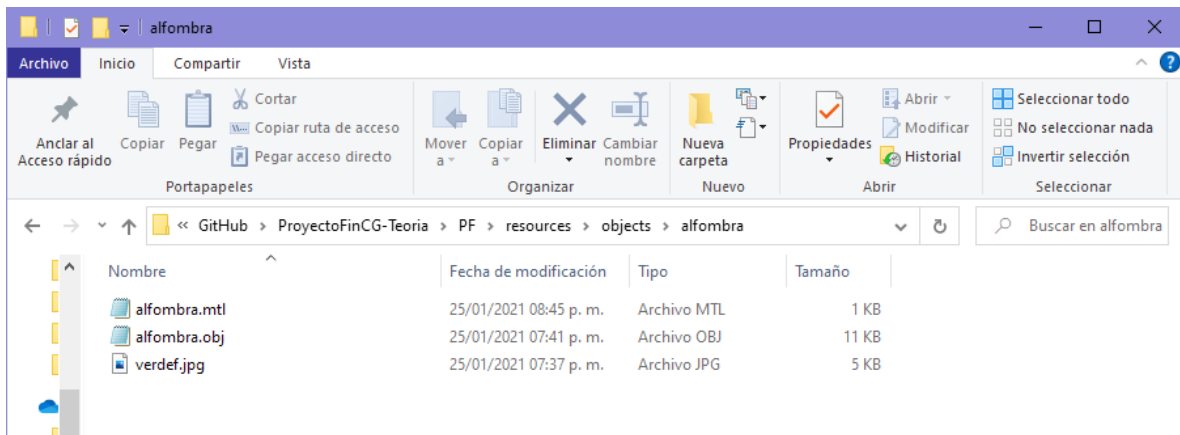 alfombra
Archivo Inicio Compartir Vista
Anclar al Acceso rápido
Copiar
Pegar
Cortar
Copiar ruta de acceso
Pegar acceso directo
Portapapeles
Mover a
Copiar a
Eliminar
Cambiar nombre
Organizar
Nueva carpeta
Nuevo
Propiedades
Abrir
Modificar
Historial
Abrir
Seleccionar todo
No seleccionar nada
Invertir selección
Seleccionar
« GitHub > ProyectoFinCG-Teoria > PF > resources > objects > alfombra
Buscar en alfombra
Nombre Fecha de modificación Tipo Tamaño
alfombra.mtl 25/01/2021 08:45 p. m. Archivo MTL 1 KB
alfombra.obj 25/01/2021 07:41 p. m. Archivo OBJ 11 KB
verdef.jpg 25/01/2021 07:37 p. m. Archivo JPG 5 KB